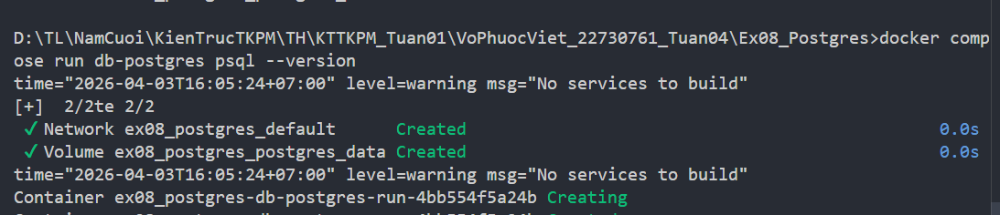 D:\TL\NamCuoi\KienTrucTKPM\TH\KTTKPM_Tuan01\VoPhuocViet_22730761_Tuan04\Ex08_Postgres>docker comp
ose run db-postgres psql --version
time="2026-04-03T16:05:24+07:00" level=warning msg="No services to build"
[+]  2/2te 2/2
✓ Network ex08_postgres_default       Created 0.0s
✓ Volume ex08_postgres_postgres_data Created 0.0s
time="2026-04-03T16:05:24+07:00" level=warning msg="No services to build"
Container ex08_postgres-db-postgres-run-4bb554f5a24b Creating